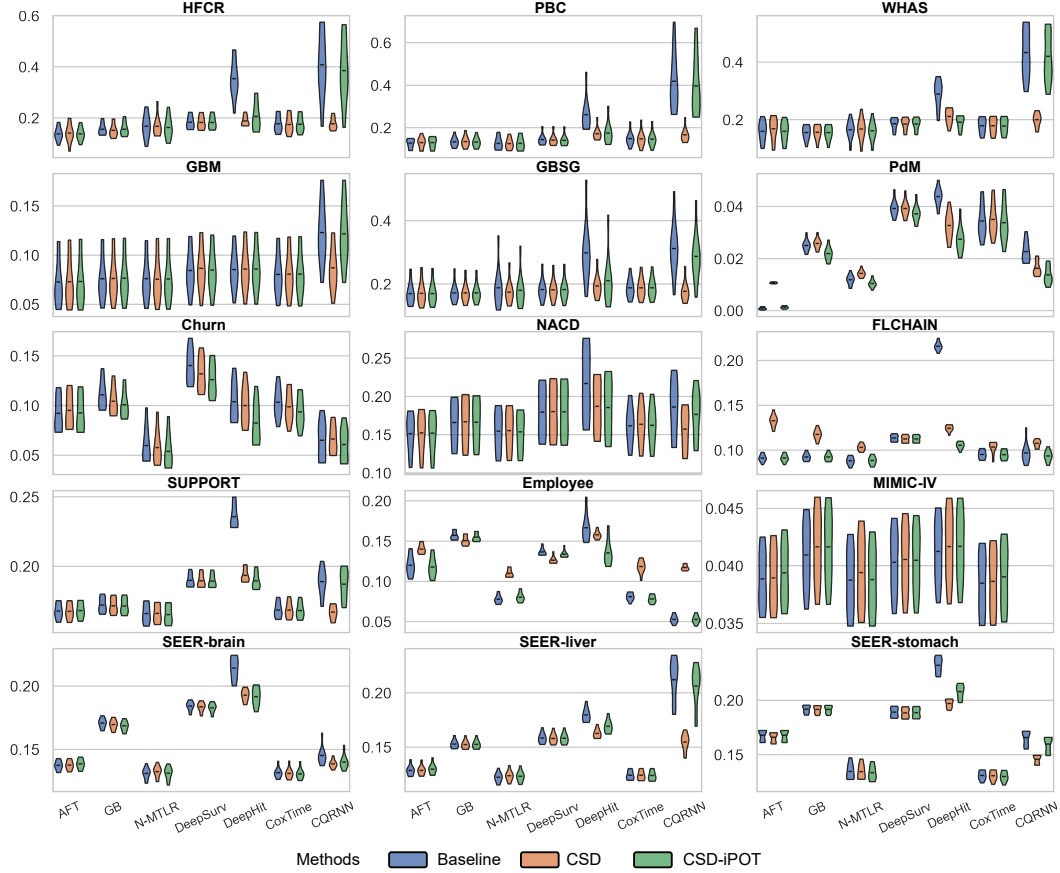 HFCR
PBC
WHAS
0.6
0.4
0.2
0.6
0.4
0.2
0.4
0.2
GBM
GBSG
PdM
0.15
0.10
0.05
0.4
0.2
0.04
0.02
0.00
Churn
NACD
FLCHAIN
0.15
0.10
0.05
0.25
0.20
0.15
0.10
0.20
0.15
0.10
SUPPORT
Employee
MIMIC-IV
0.25
0.20
0.20
0.15
0.10
0.05
0.045
0.040
0.035
SEER-brain
SEER-liver
SEER-stomach
0.20
0.15
0.20
0.15
0.20
0.15
AFT GB N-MTLR DeepSurv DeepHit CoxTime CQRNN
AFT GB N-MTLR DeepSurv DeepHit CoxTime CQRNN
AFT GB N-MTLR DeepSurv DeepHit CoxTime CQRNN
Methods Baseline CSD CSD-iPOT